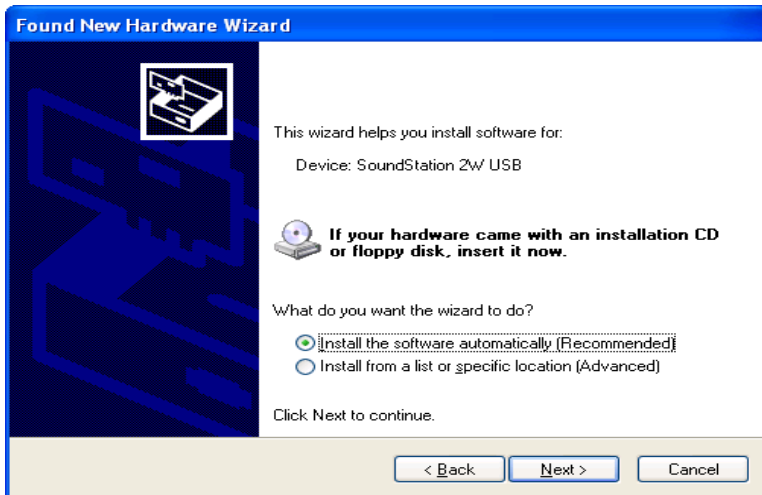 Found New Hardware Wizard
This wizard helps you install software for:
Device: SoundStation 2W USB
If your hardware came with an installation CD
or floppy disk, insert it now.
What do you want the wizard to do?
Install the software automatically (Recommended)
Install from a list or specific location (Advanced)
Click Next to continue.
< Back Next > Cancel